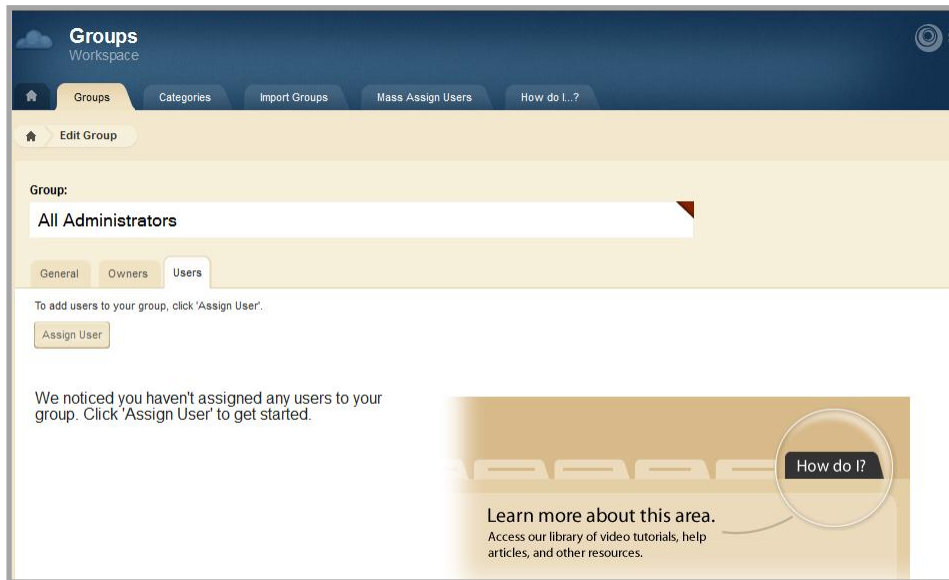 Groups
Workspace
Groups Categories Import Groups Mass Assign Users How do I...?
Edit Group
Group:
All Administrators
General Owners Users
To add users to your group, click 'Assign User'.
Assign User
We noticed you haven't assigned any users to your
group. Click 'Assign User' to get started.
How do I?
Learn more about this area.
Access our library of video tutorials, help
articles, and other resources.